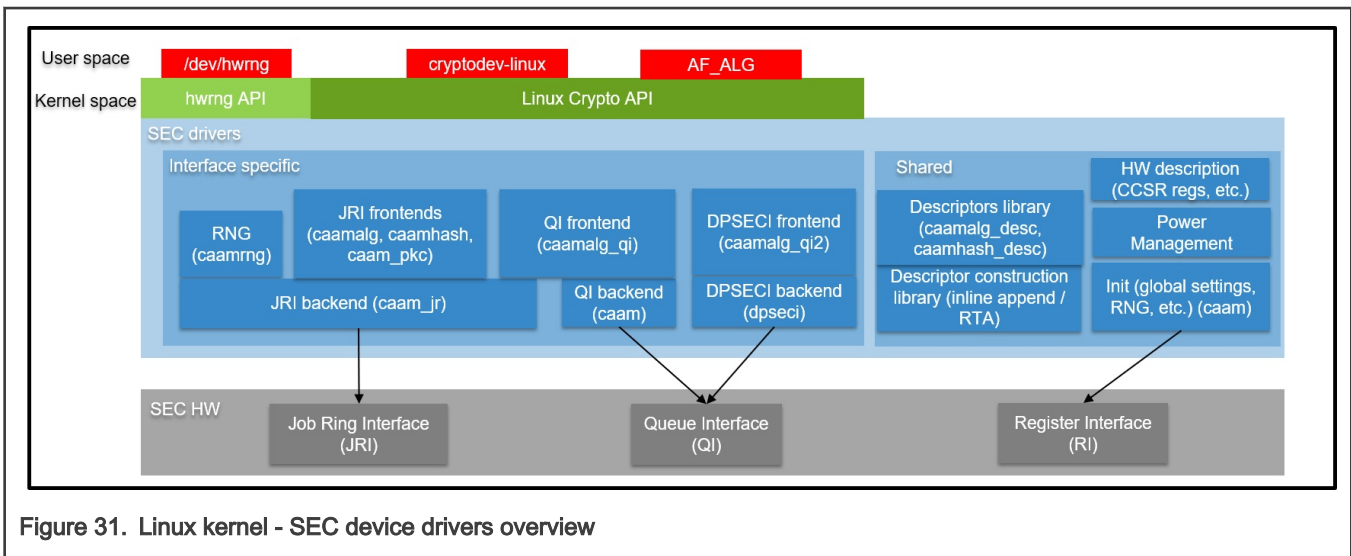 User space
/dev/hwrng
cryptodev-linux
AF_ALG
Kernel space
hwrng API
Linux Crypto API
SEC drivers
Interface specific
RNG
(caamrng)
JRI frontends
(caamalg, caamhash,
caam_pkc)
QI frontend
(caamalg_qi)
DPSECI frontend
(caamalg_qi2)
JRI backend (caam_jr)
QI backend
(caam)
DPSECI backend
(dpseci)
Shared
Descriptors library
(caamalg_desc,
caamhash_desc)
Descriptor construction
library (inline append /
RTA)
HW description
(CCSR regs, etc.)
Power
Management
Init (global settings,
RNG, etc.) (caam)
SEC HW
Job Ring Interface
(JRI)
Queue Interface
(QI)
Register Interface
(RI)
Figure 31. Linux kernel - SEC device drivers overview